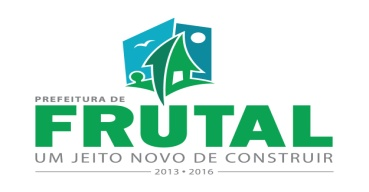 PREFEITURA DE
FRUTAL
UM JEITO NOVO DE CONSTRUIR
2013 • 2016